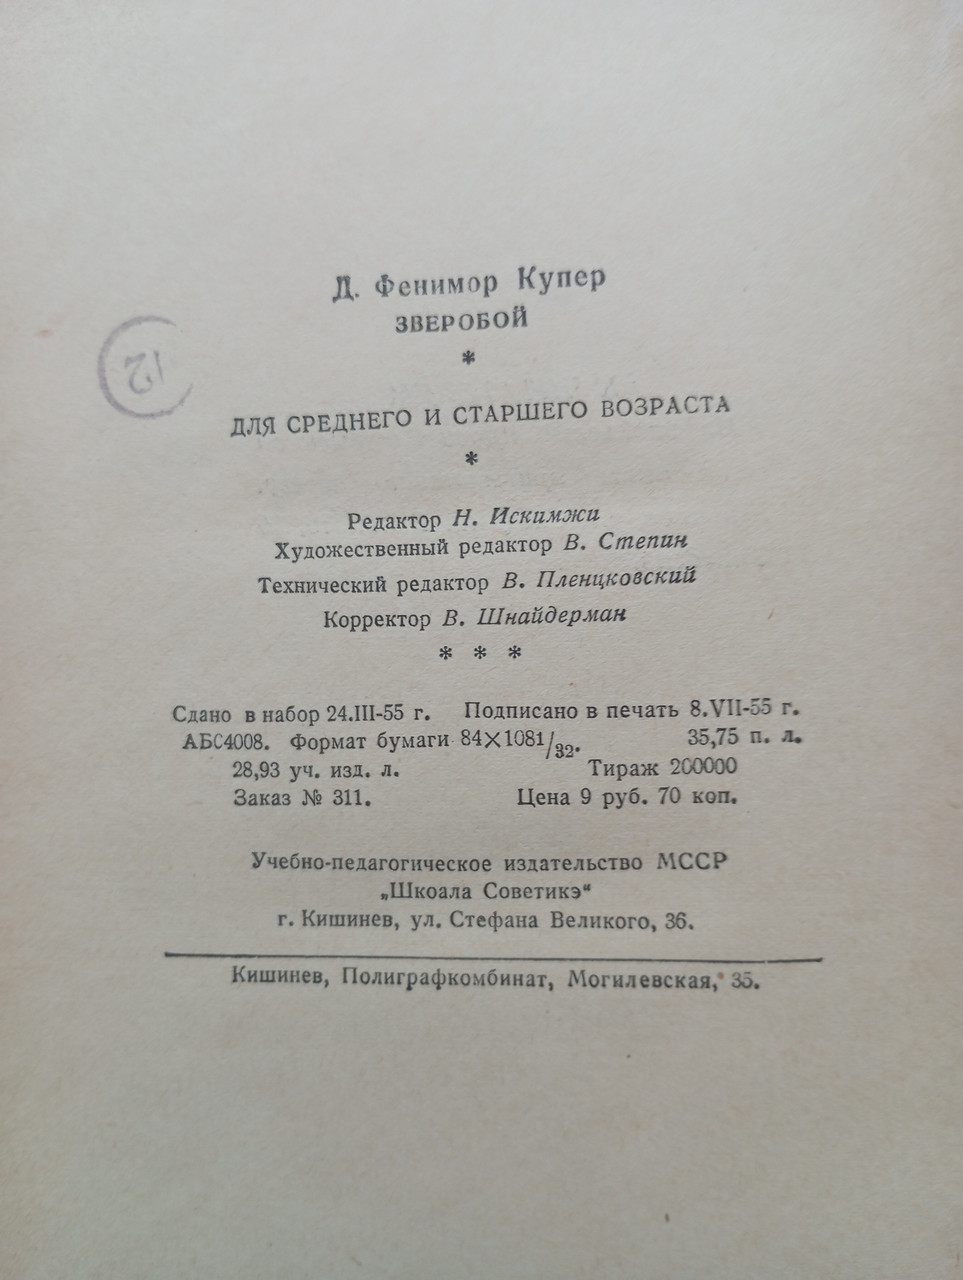 Д. Фенимор Купер
ЗВЕРОБОЙ
*
ДЛЯ СРЕДНЕГО И СТАРШЕГО ВОЗРАСТА
*
Редактор Н. Искимжи
Художественный редактор В. Степин
Технический редактор В. Пленцковский
Корректор В. Шнайдерман
* * *
Сдано в набор 24.III-55 г. Подписано в печать 8.VII-55 г.
АБС4008. Формат бумаги 84×1081/32. 35,75 п. л.
28,93 уч. изд. л. Тираж 200000
Заказ № 311. Цена 9 руб. 70 коп.
Учебно-педагогическое издательство МССР
„Шкоала Советикэ“
г. Кишинев, ул. Стефана Великого, 36.
Кишинев, Полиграфкомбинат, Могилевская, 35.
12